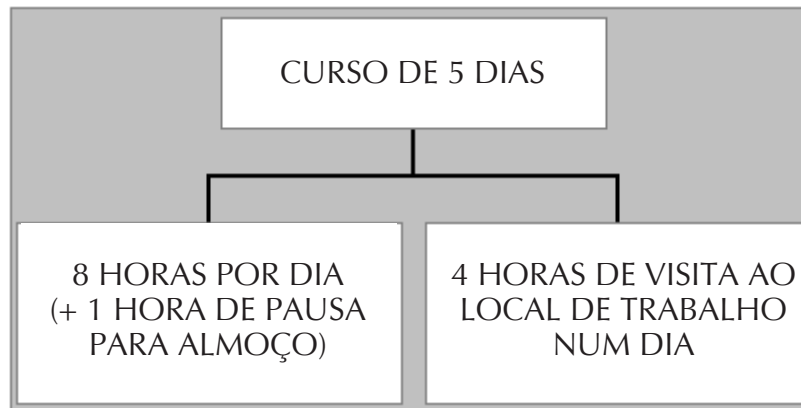 CURSO DE 5 DIAS
8 HORAS POR DIA
(+ 1 HORA DE PAUSA
PARA ALMOÇO)
4 HORAS DE VISITA AO
LOCAL DE TRABALHO
NUM DIA